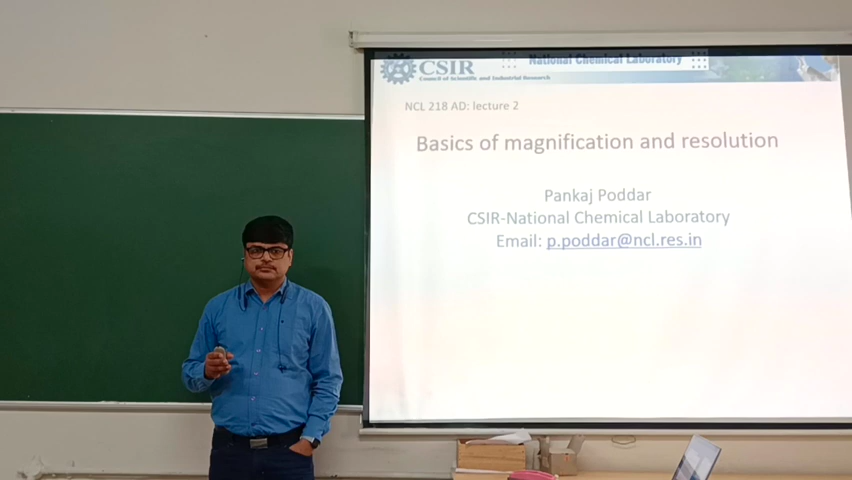 CSIR
Council of Scientific and Industrial Research
National Chemical Laboratory
NCL 218 AD: lecture 2
Basics of magnification and resolution
Pankaj Poddar
CSIR-National Chemical Laboratory
Email: p.poddar@ncl.res.in